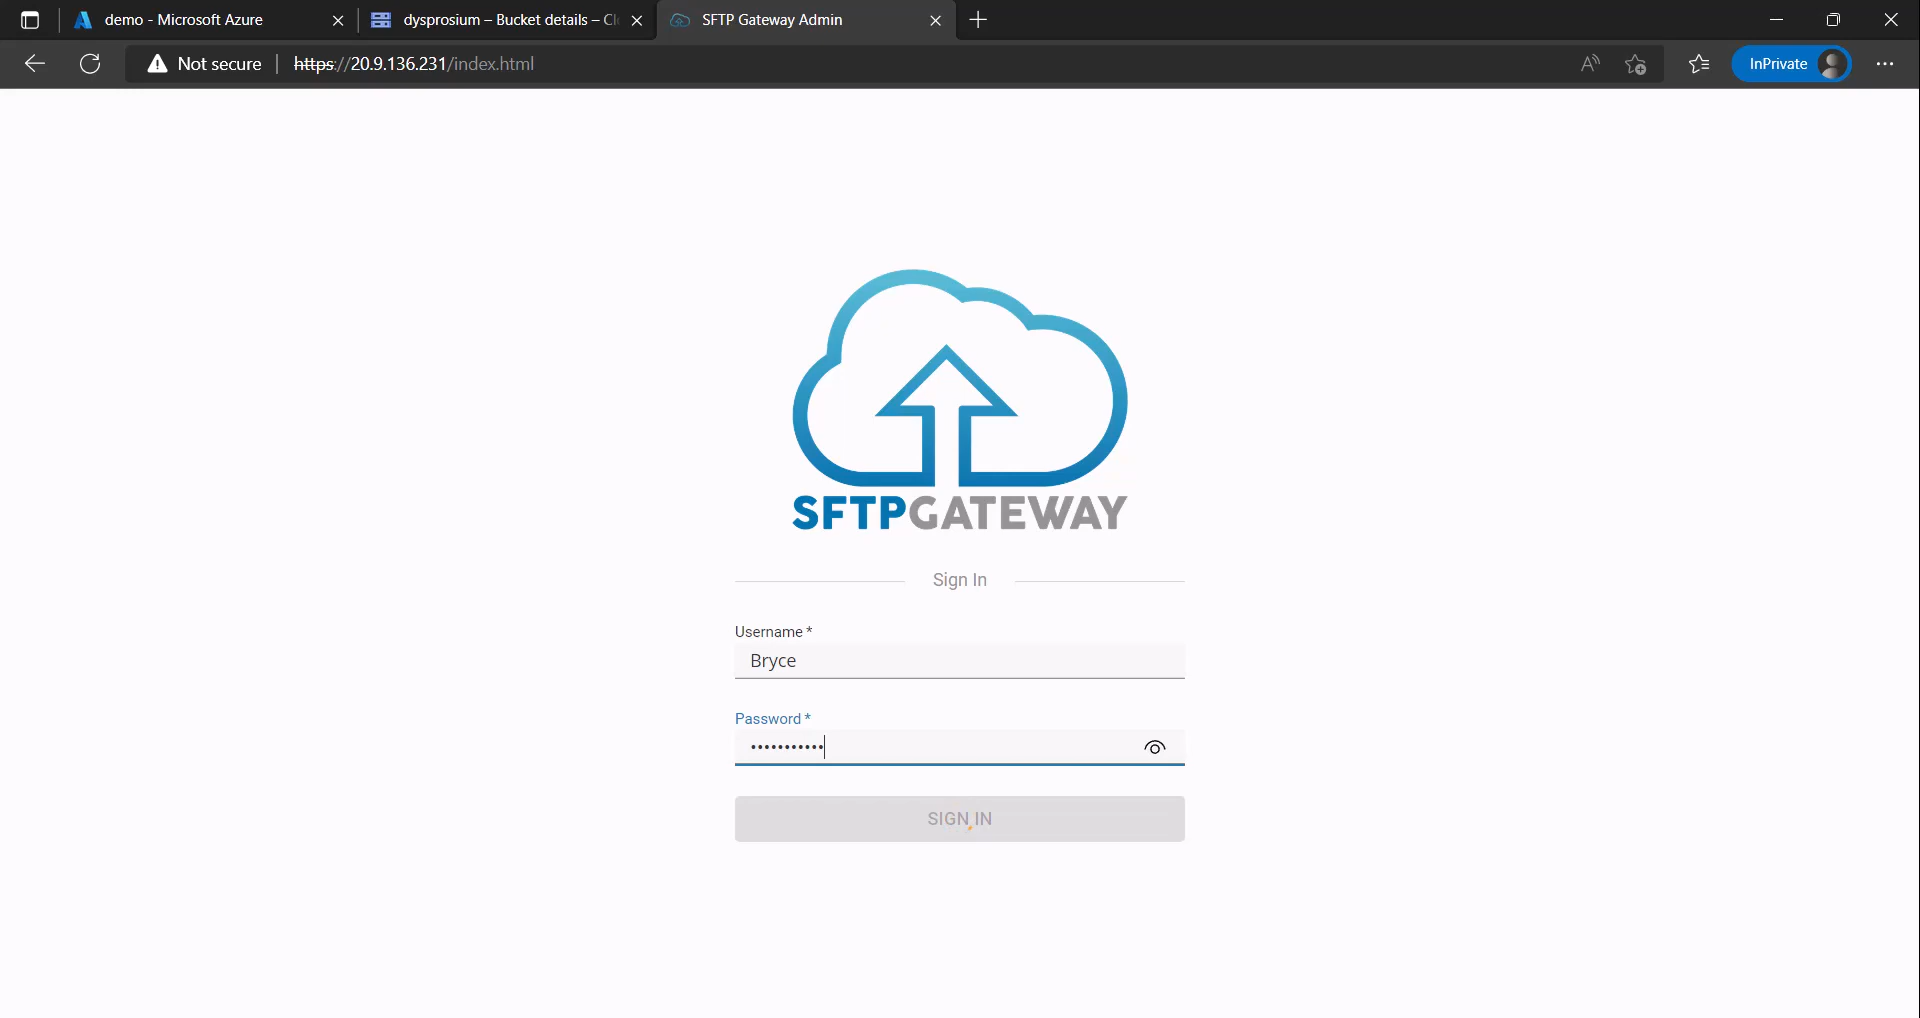 demo - Microsoft Azure
dysprosium – Bucket details – Cl
SFTP Gateway Admin
Not secure
https://20.9.136.231/index.html
InPrivate
SFTPGATEWAY
Sign In
Username *
Bryce
Password *
•••••••••••
SIGN IN